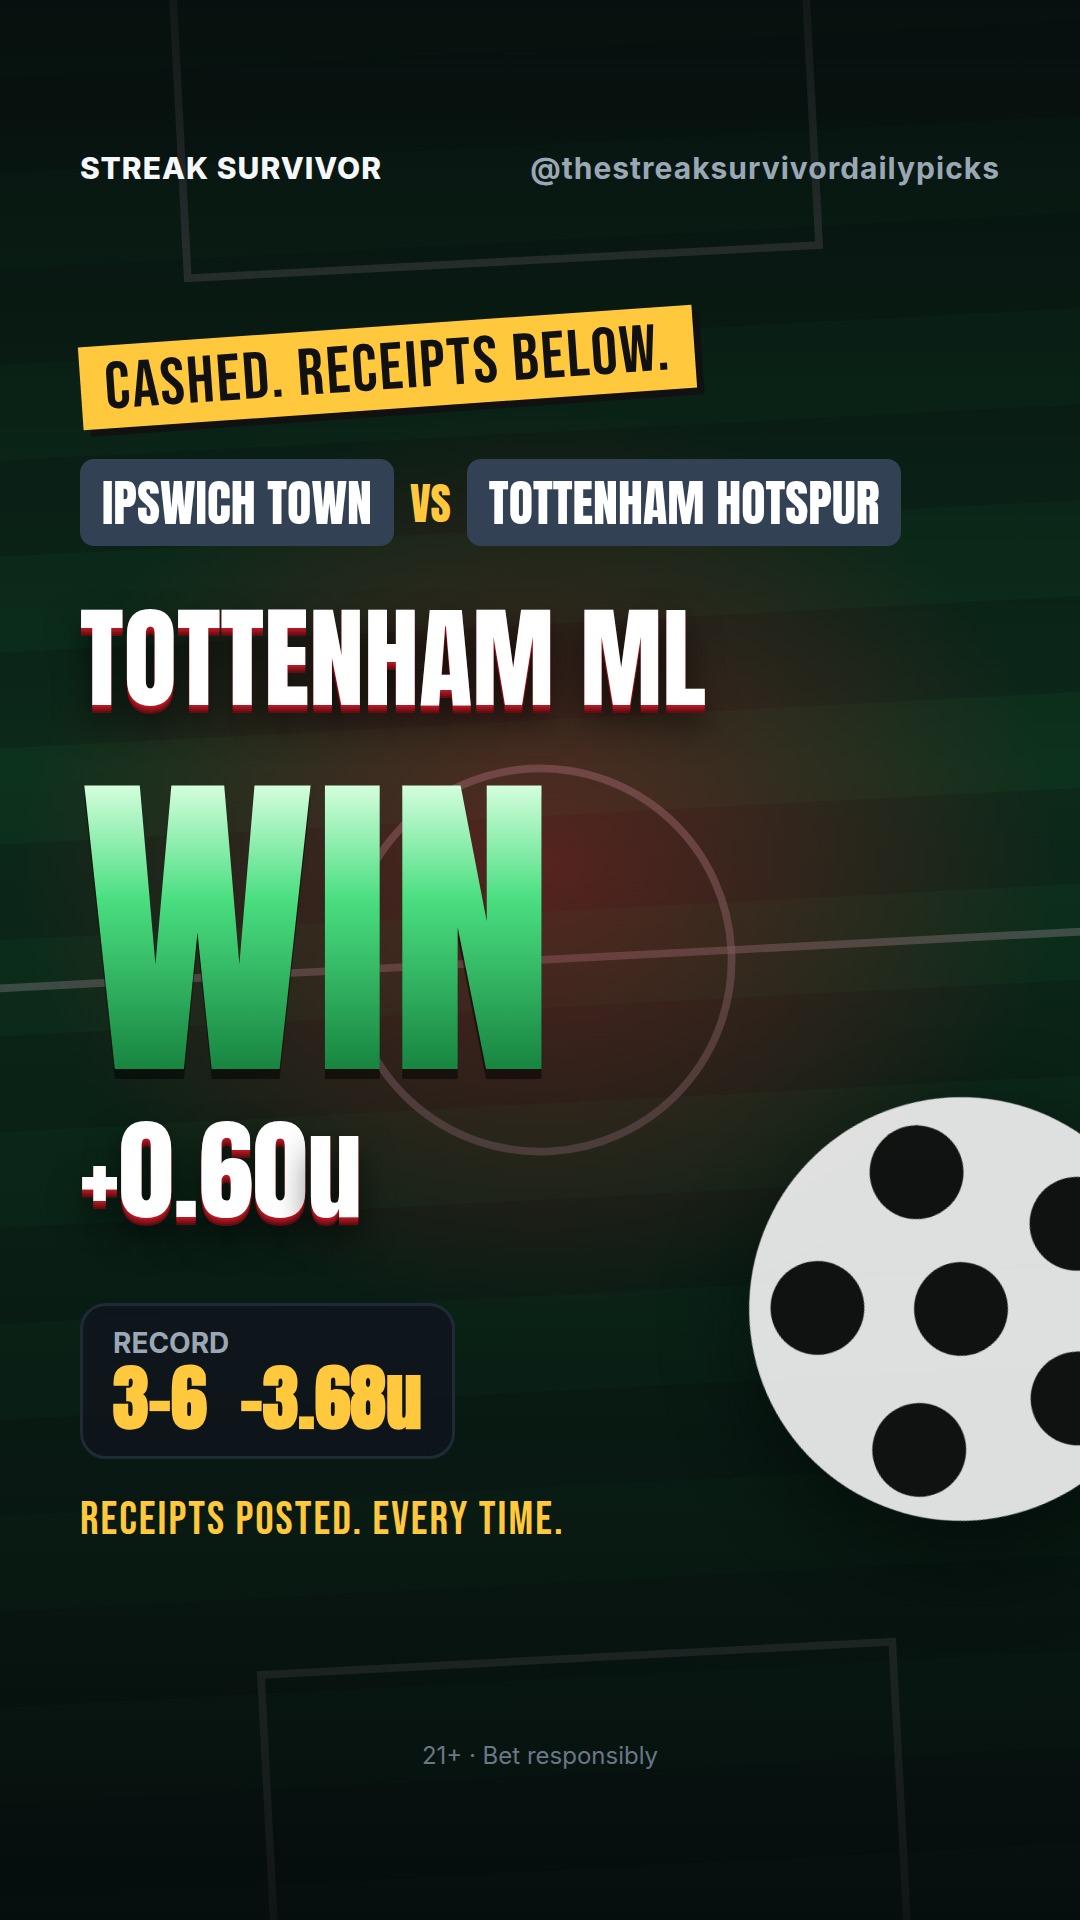 STREAK SURVIVOR @thestreaksurvivordailypicks
CASHED. RECEIPTS BELOW.
IPSWICH TOWN VS TOTTENHAM HOTSPUR
TOTTENHAM ML
WIN
+0.60u
RECORD
3-6 -3.68u
RECEIPTS POSTED. EVERY TIME.
21+ · Bet responsibly